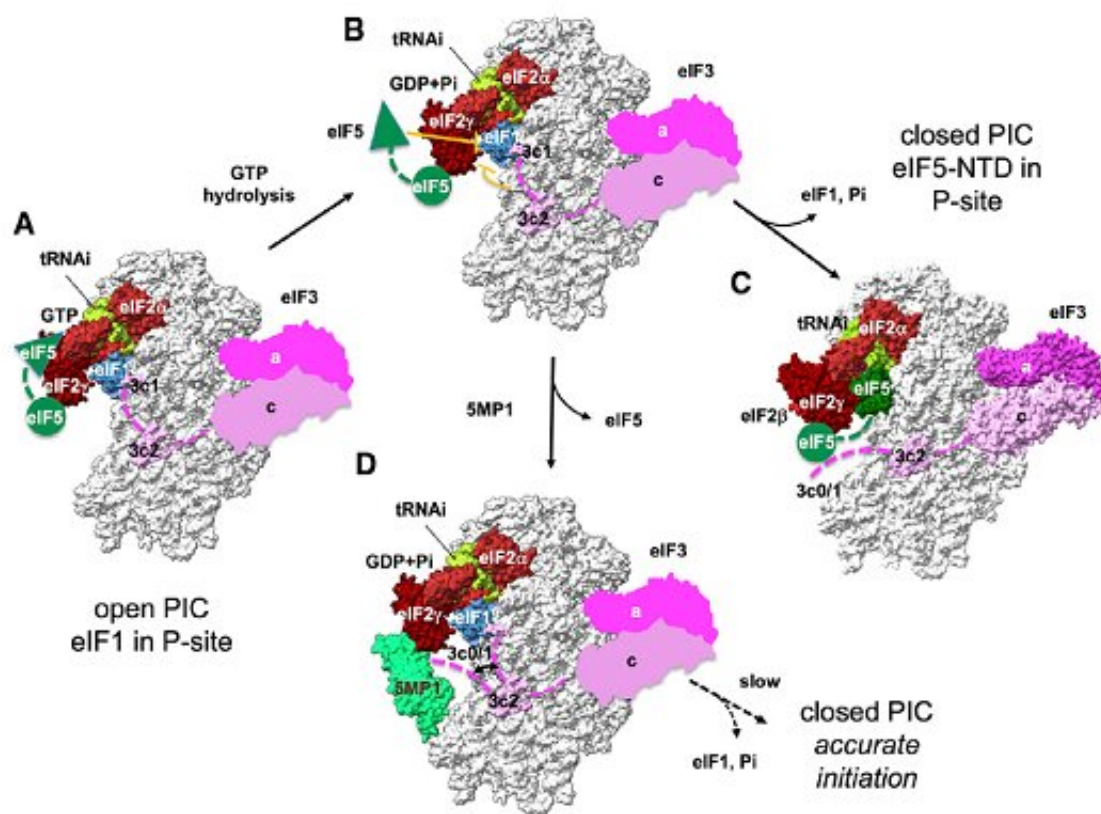 B
tRNAi
eIF2α
GDP+Pi
eIF2γ
eIF5
eIF1
3c1
eIF5
3c2
eIF3
a
c
GTP
hydrolysis
closed PIC
eIF5-NTD in
P-site
eIF1, Pi
A
tRNAi
eIF2α
GTP
eIF5
eIF1
3c1
eIF2γ
eIF5
3c2
eIF3
a
c
open PIC
eIF1 in P-site
5MP1
eIF5
C
tRNAi
eIF2α
eIF5
eIF2γ
eIF2β
eIF5
3c2
3c0/1
eIF3
a
c
D
tRNAi
GDP+Pi
eIF2α
eIF2γ
eIF1
3c0/1
5MP1
3c2
eIF3
a
c
slow
eIF1, Pi
closed PIC
accurate
initiation